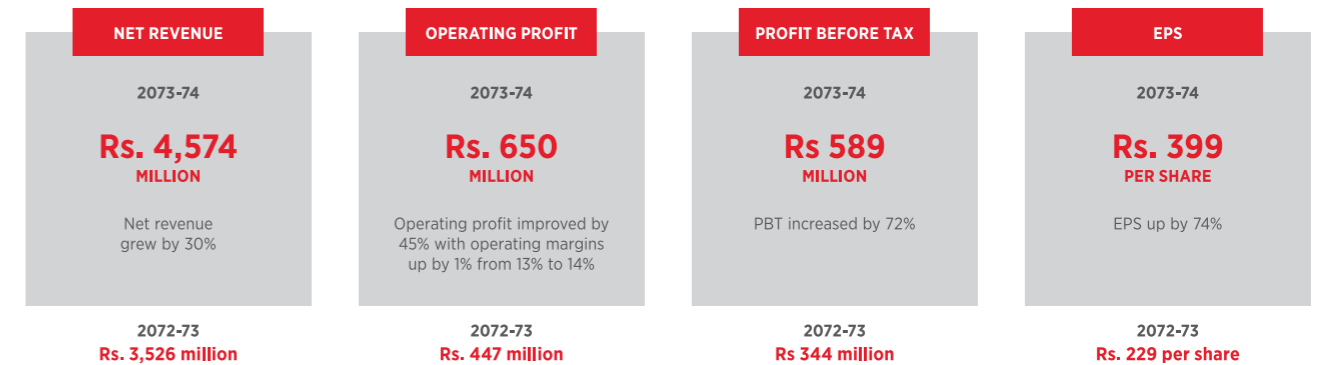 NET REVENUE
2073-74
Rs. 4,574
MILLION
Net revenue
grew by 30%
2072-73
Rs. 3,526 million
OPERATING PROFIT
2073-74
Rs. 650
MILLION
Operating profit improved by
45% with operating margins
up by 1% from 13% to 14%
2072-73
Rs. 447 million
PROFIT BEFORE TAX
2073-74
Rs 589
MILLION
PBT increased by 72%
2072-73
Rs 344 million
EPS
2073-74
Rs. 399
PER SHARE
EPS up by 74%
2072-73
Rs. 229 per share